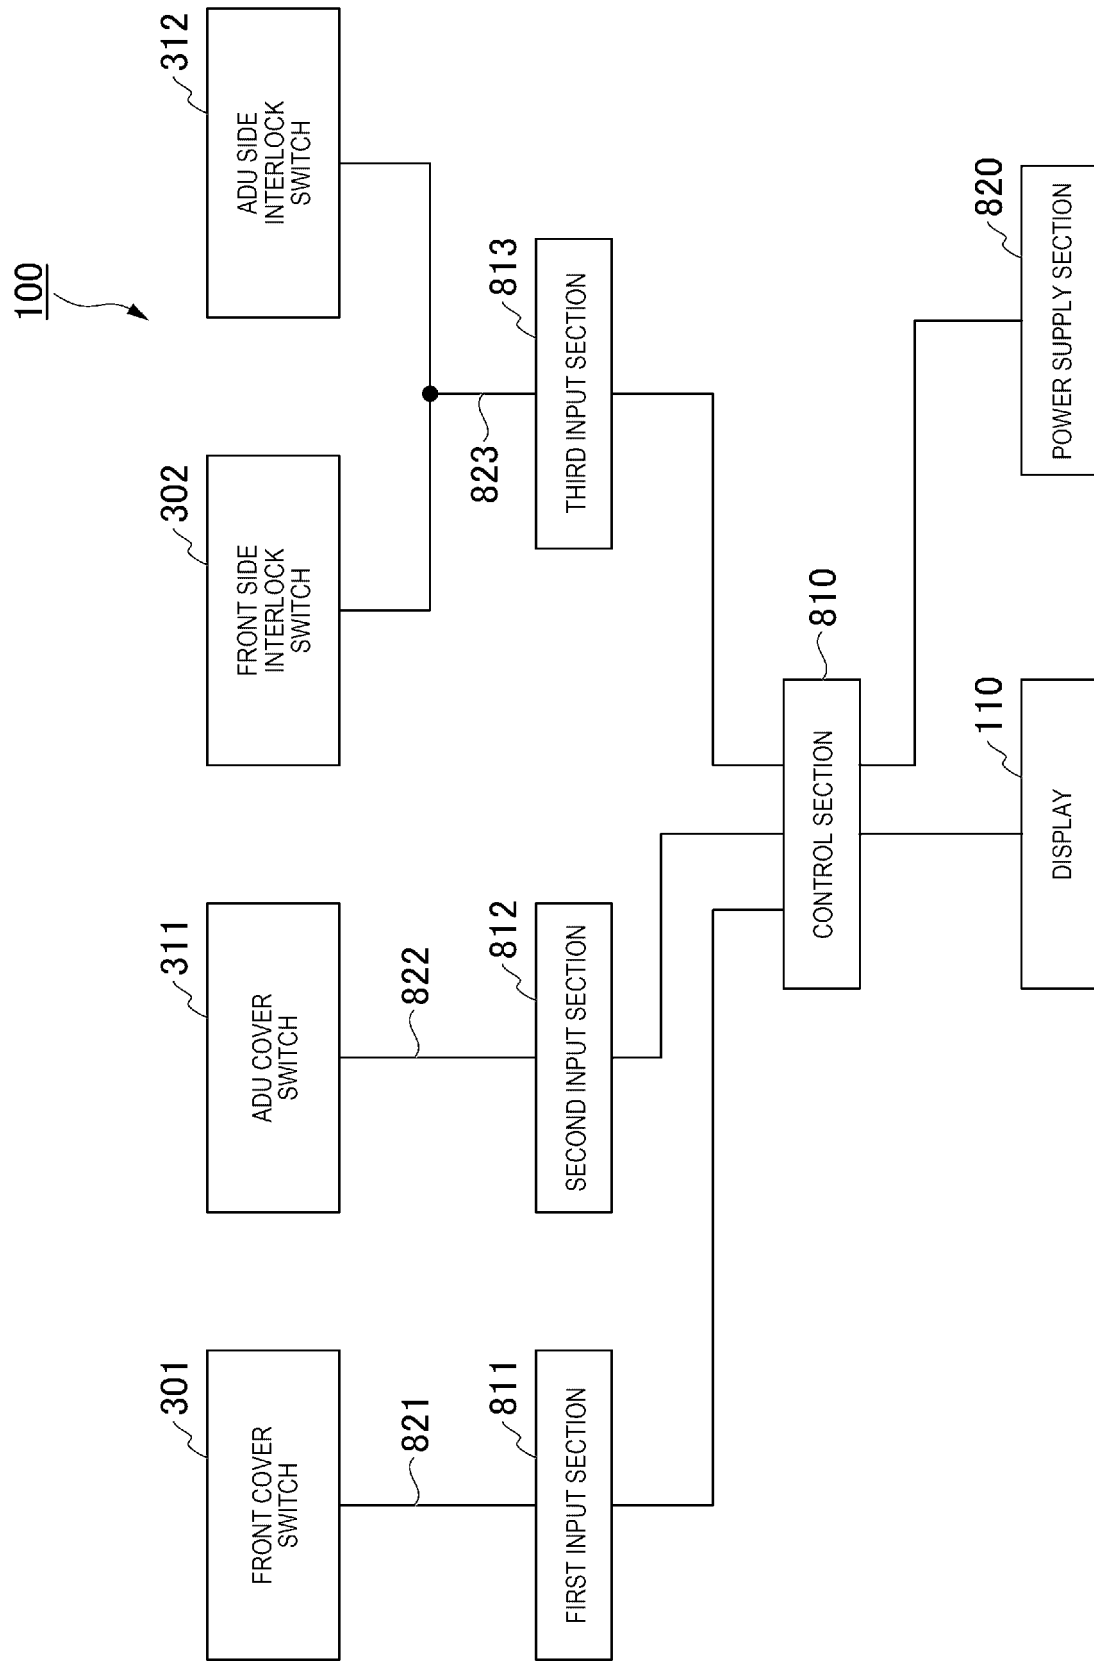 100
301
FRONT COVER
SWITCH
311
ADU COVER
SWITCH
302
FRONT SIDE
INTERLOCK
SWITCH
312
ADU SIDE
INTERLOCK
SWITCH
821
822
823
811
FIRST INPUT SECTION
812
SECOND INPUT SECTION
813
THIRD INPUT SECTION
810
CONTROL SECTION
110
DISPLAY
820
POWER SUPPLY SECTION